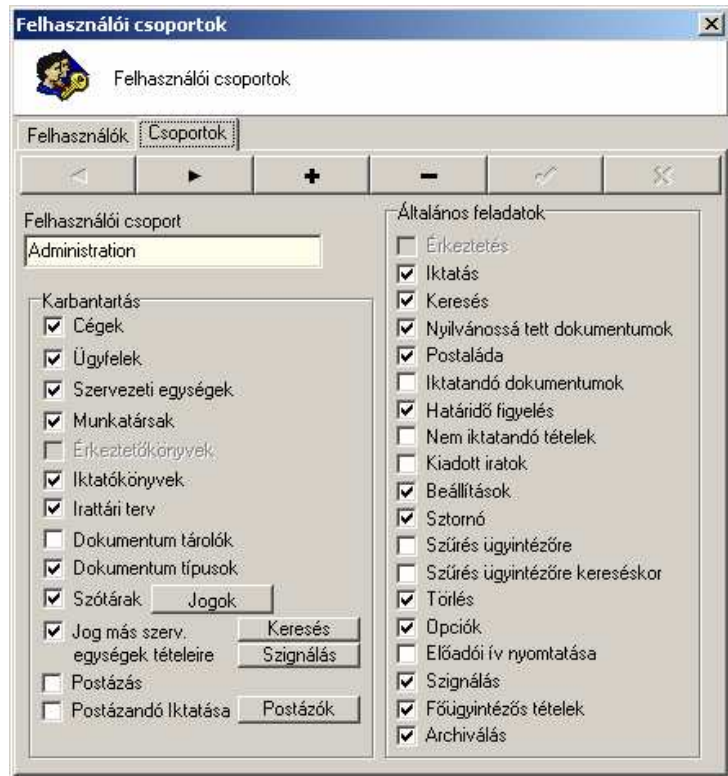 Felhasználói csoportok
Felhasználói csoportok
Felhasználók Csoportok
Felhasználói csoport
Administration
Karbantartás
Cégek
Ügyfelek
Szervezeti egységek
Munkatársak
Érkeztetőkönyvek
Iktatókönyvek
Irattári terv
Dokumentum tárolók
Dokumentum típusok
Szótárak Jogok
Jog más szerv. Keresés
egységek tételeire Szignálás
Postázás
Postázandó Iktatása Postázók
Általános feladatok
Érkeztetés
Iktatás
Keresés
Nyilvánossá tett dokumentumok
Postaláda
Iktatandó dokumentumok
Határidő figyelés
Nem iktatandó tételek
Kiadott iratok
Beállítások
Sztornó
Szűrés ügyintézőre
Szűrés ügyintézőre kereséskor
Törlés
Opciók
Előadói ív nyomtatása
Szignálás
Főügyintézős tételek
Archiválás